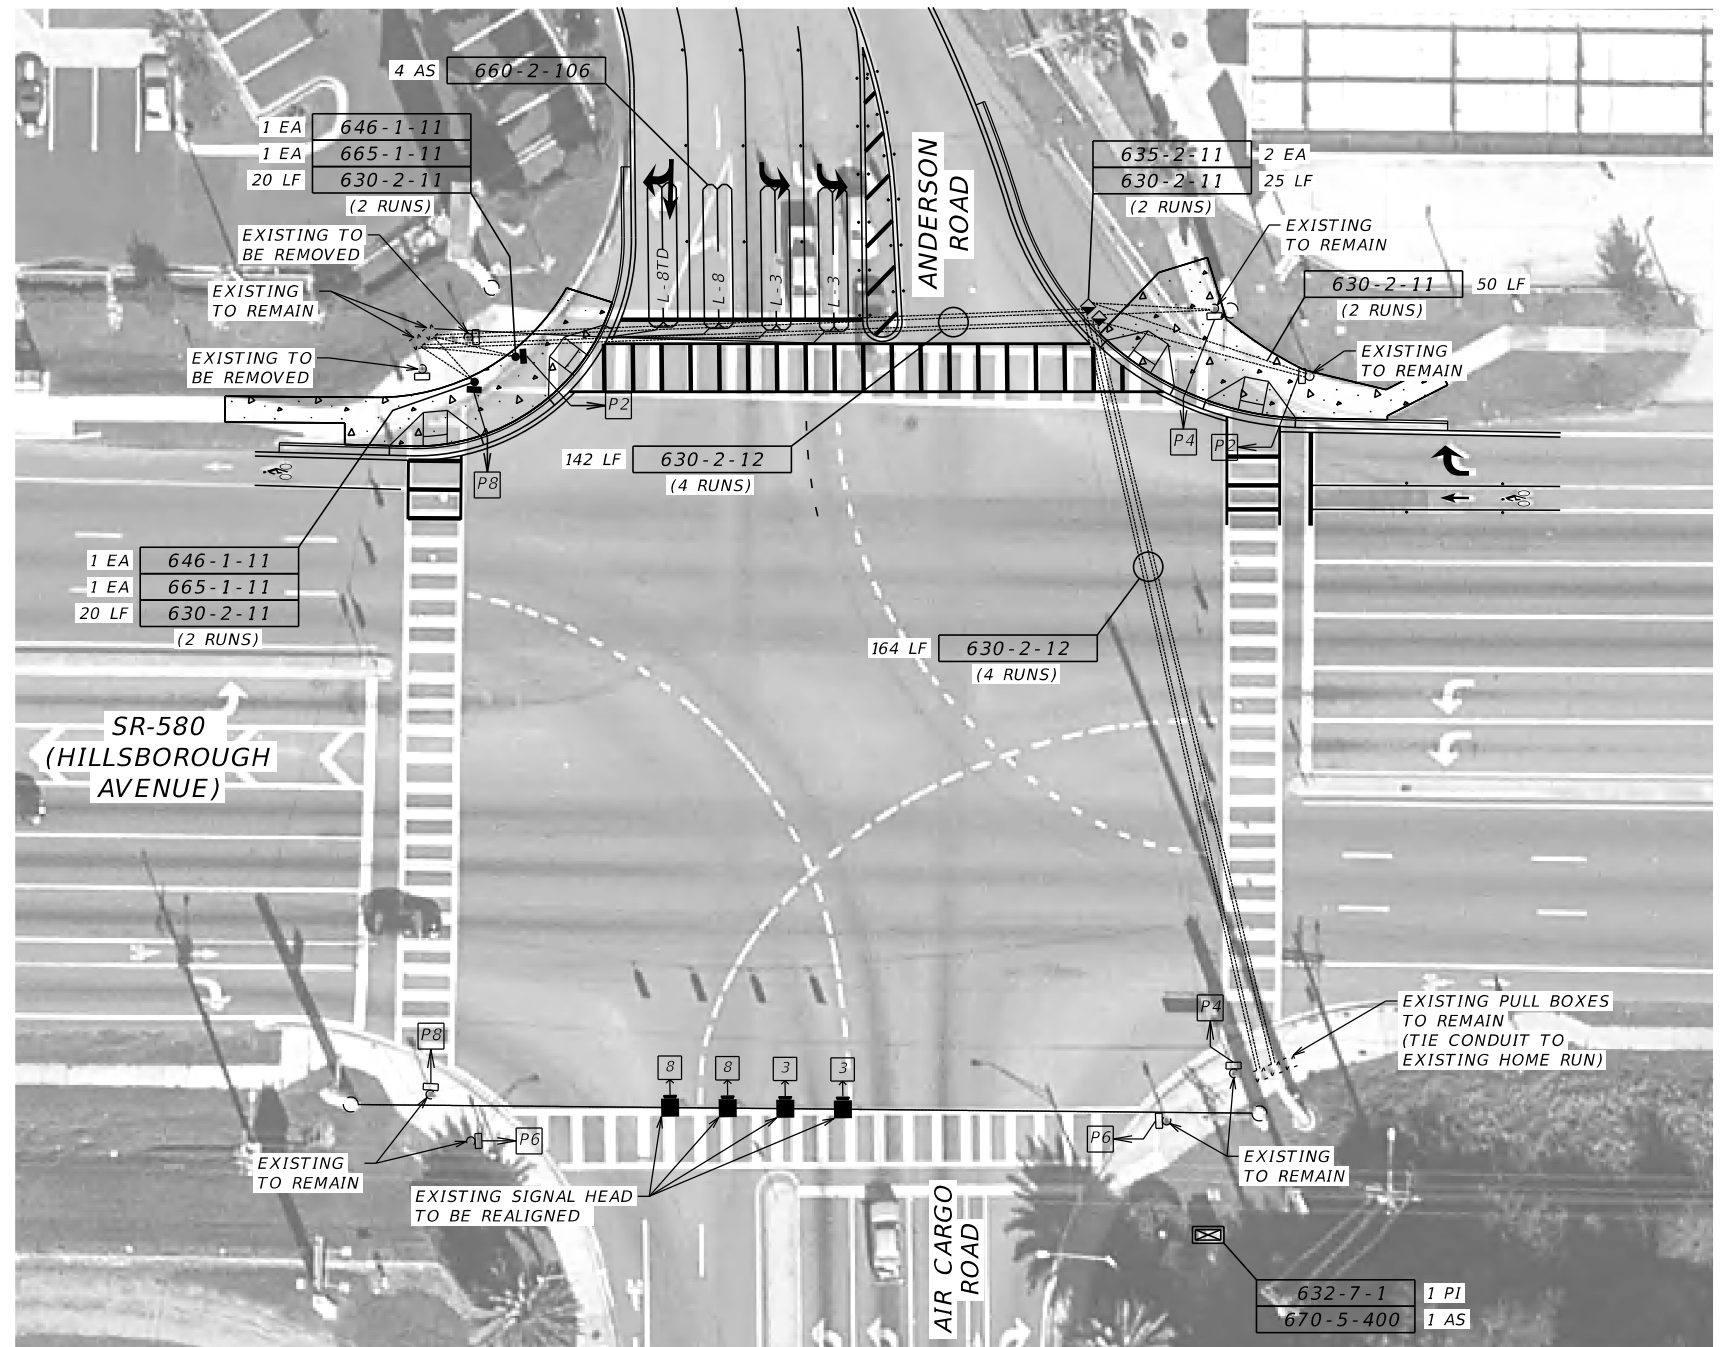 4 AS 660-2-106
1 EA 646-1-11
1 EA 665-1-11
20 LF 630-2-11
(2 RUNS)
635-2-11 2 EA
630-2-11 25 LF
(2 RUNS)
ANDERSON
ROAD
EXISTING TO
BE REMOVED
EXISTING
TO REMAIN
EXISTING
TO REMAIN
630-2-11 50 LF
(2 RUNS)
L-8TD
L-8
L-3
L-3
EXISTING TO
BE REMOVED
EXISTING
TO REMAIN
P2
P4
P2
142 LF 630-2-12
(4 RUNS)
P8
1 EA 646-1-11
1 EA 665-1-11
20 LF 630-2-11
(2 RUNS)
164 LF 630-2-12
(4 RUNS)
SR-580
(HILLSBOROUGH
AVENUE)
P8
P4
EXISTING PULL BOXES
TO REMAIN
(TIE CONDUIT TO
EXISTING HOME RUN)
8
8
3
3
P6
P6
EXISTING
TO REMAIN
EXISTING
TO REMAIN
EXISTING SIGNAL HEAD
TO BE REALIGNED
AIR CARGO
ROAD
632-7-1 1 PI
670-5-400 1 AS